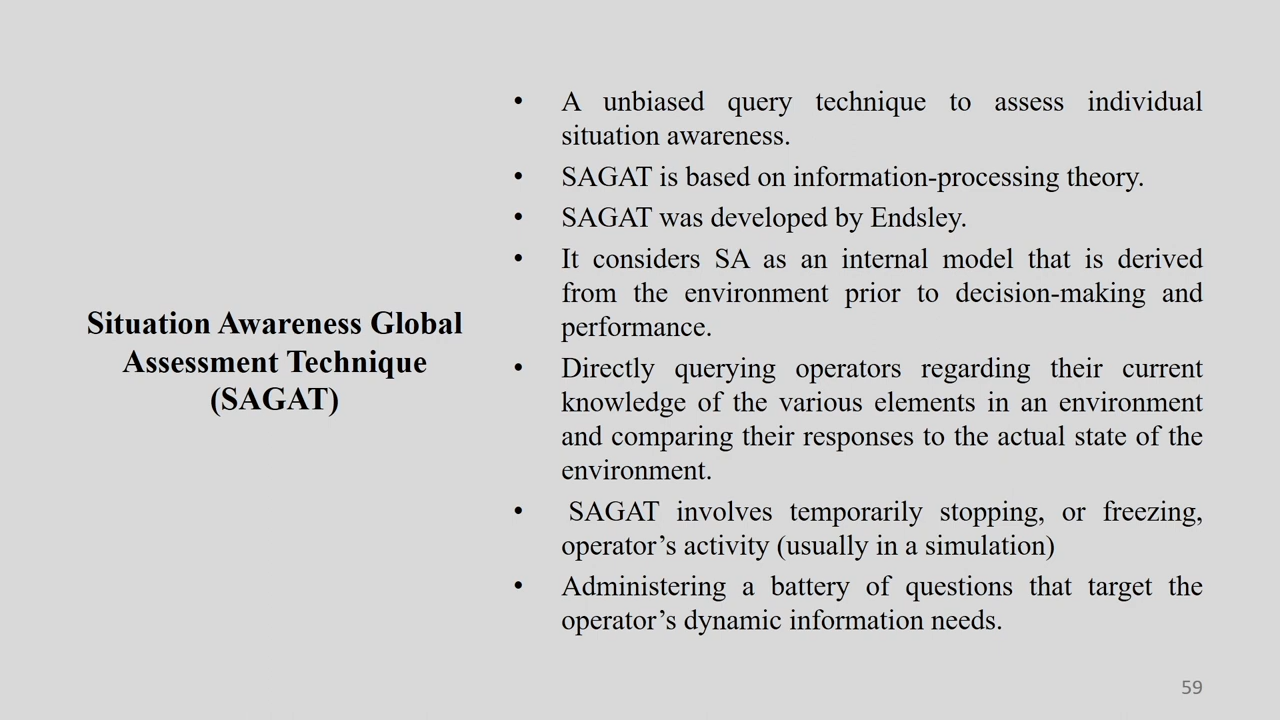 Situation Awareness Global
Assessment Technique
(SAGAT)
• A unbiased query technique to assess individual
situation awareness.
• SAGAT is based on information-processing theory.
• SAGAT was developed by Endsley.
• It considers SA as an internal model that is derived
from the environment prior to decision-making and
performance.
• Directly querying operators regarding their current
knowledge of the various elements in an environment
and comparing their responses to the actual state of the
environment.
• SAGAT involves temporarily stopping, or freezing,
operator’s activity (usually in a simulation)
• Administering a battery of questions that target the
operator’s dynamic information needs.
59